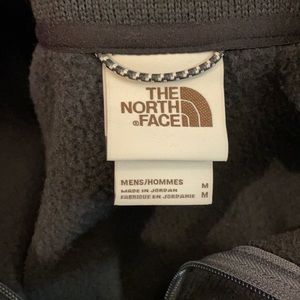 THE
NORTH
®FACE
MENS/HOMMES M
MADE IN JORDAN M
FABRIQUÉ EN JORDANIE